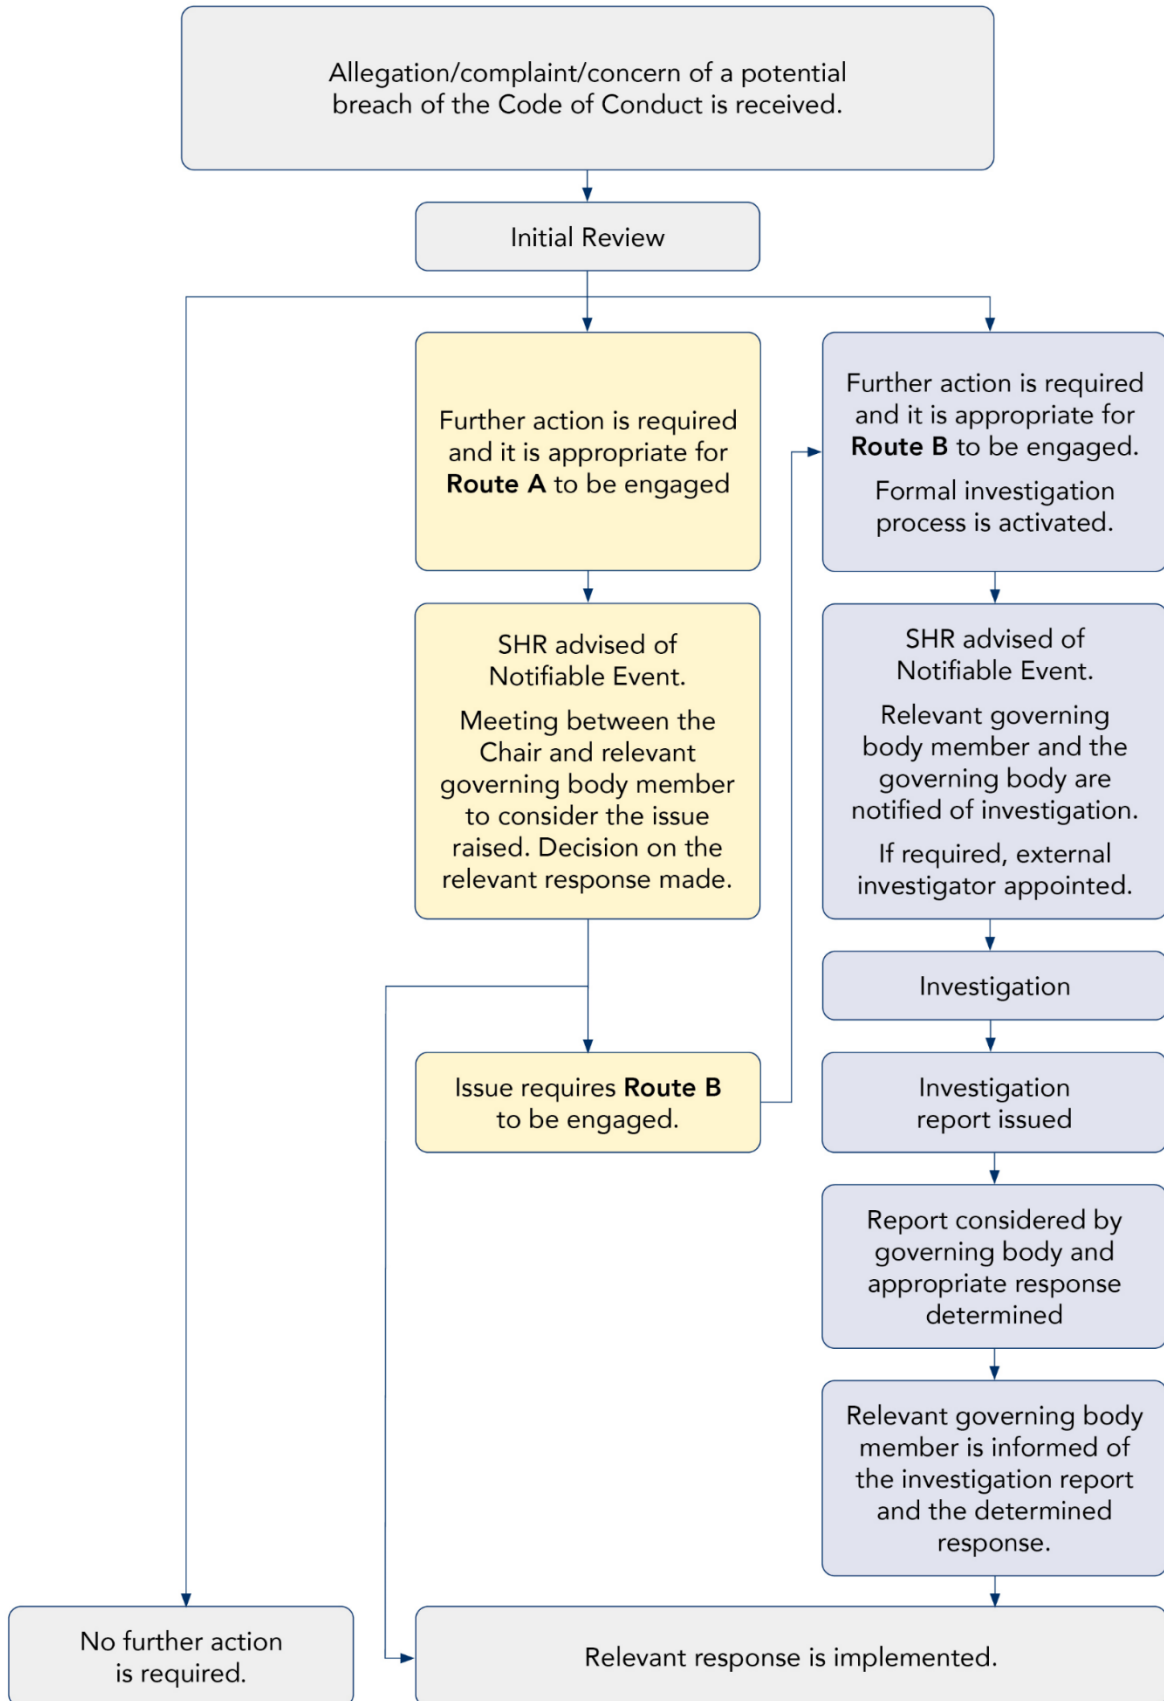 Allegation/complaint/concern of a potential
breach of the Code of Conduct is received.
Initial Review
Further action is required
and it is appropriate for
Route A to be engaged
SHR advised of
Notifiable Event.
Meeting between the
Chair and relevant
governing body member
to consider the issue
raised. Decision on the
relevant response made.
Issue requires Route B
to be engaged.
Further action is required
and it is appropriate for
Route B to be engaged.
Formal investigation
process is activated.
SHR advised of
Notifiable Event.
Relevant governing
body member and the
governing body are
notified of investigation.
If required, external
investigator appointed.
Investigation
Investigation
report issued
Report considered by
governing body and
appropriate response
determined
Relevant governing body
member is informed of
the investigation report
and the determined
response.
No further action
is required.
Relevant response is implemented.